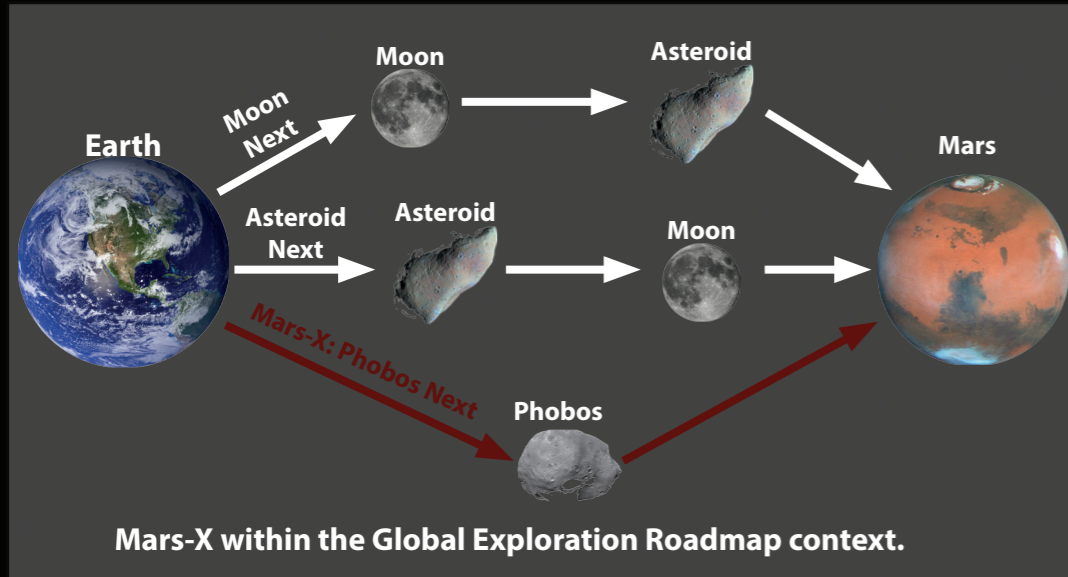 Moon
Asteroid
Moon
Next
Earth
Mars
Asteroid
Next
Asteroid
Moon
Mars-X: Phobos Next
Phobos
Mars-X within the Global Exploration Roadmap context.